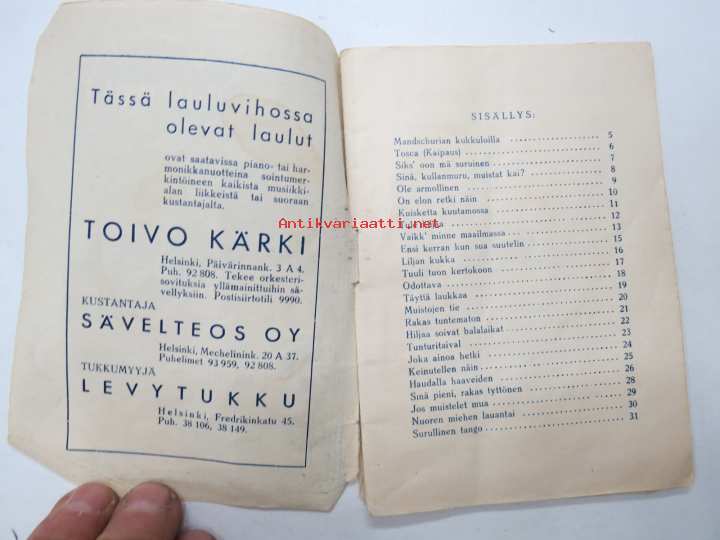 Tässä lauluvihossa
olevat laulut
ovat saatavissa piano- tai har-
monikkanuotteina sointumer-
kintöineen kaikista musiikki-
alan liikkeistä tai suoraan
kustantajalta.
TOIVO KÄRKI
Helsinki, Päivärinnank. 3 A 4.
Puh. 92 808. Tekee orkesteri-
sovituksia yllämainittuihin sä-
vellyksiin. Postisiirtotili 9990.
KUSTANTAJA
SÄVELTEOS OY
Helsinki, Mechelinink. 20 A 37.
Puhelimet 93 959, 92 808.
TUKKUMYYJÄ
LEVYTUKKU
Helsinki, Fredrikinkatu 45.
Puh. 38 106, 38 149.
Antikvariaatti.net
SISÄLLYS:
Mandschurian kukkuloilla 5
Tosca (Kaipaus) 6
Siks' oon mä suruinen 7
Sinä, kullanmuru, muistat kai? 8
Ole armollinen 9
On elon retki näin 10
Kuisketta kuutamossa 11
12
Vaikk' minne maailmassa 13
Ensi kerran kun soa suutelin 15
Liljan kukka 16
Tuuli tuon kertokoon 17
Odottava 18
Täyttä laukkaa 19
Muistojen tie 20
Rakas tuntematon 21
Hiljaa soivat balalaikat 22
Tunturitaival 23
Joka ainoa hetki 24
Keinutellen näin 25
Haudalla haaveiden 26
Sinä pieni, rakas tyttönen 28
Jos muistelet mua 29
Nuoren miehen lauantai 30
Surullinen tango 31